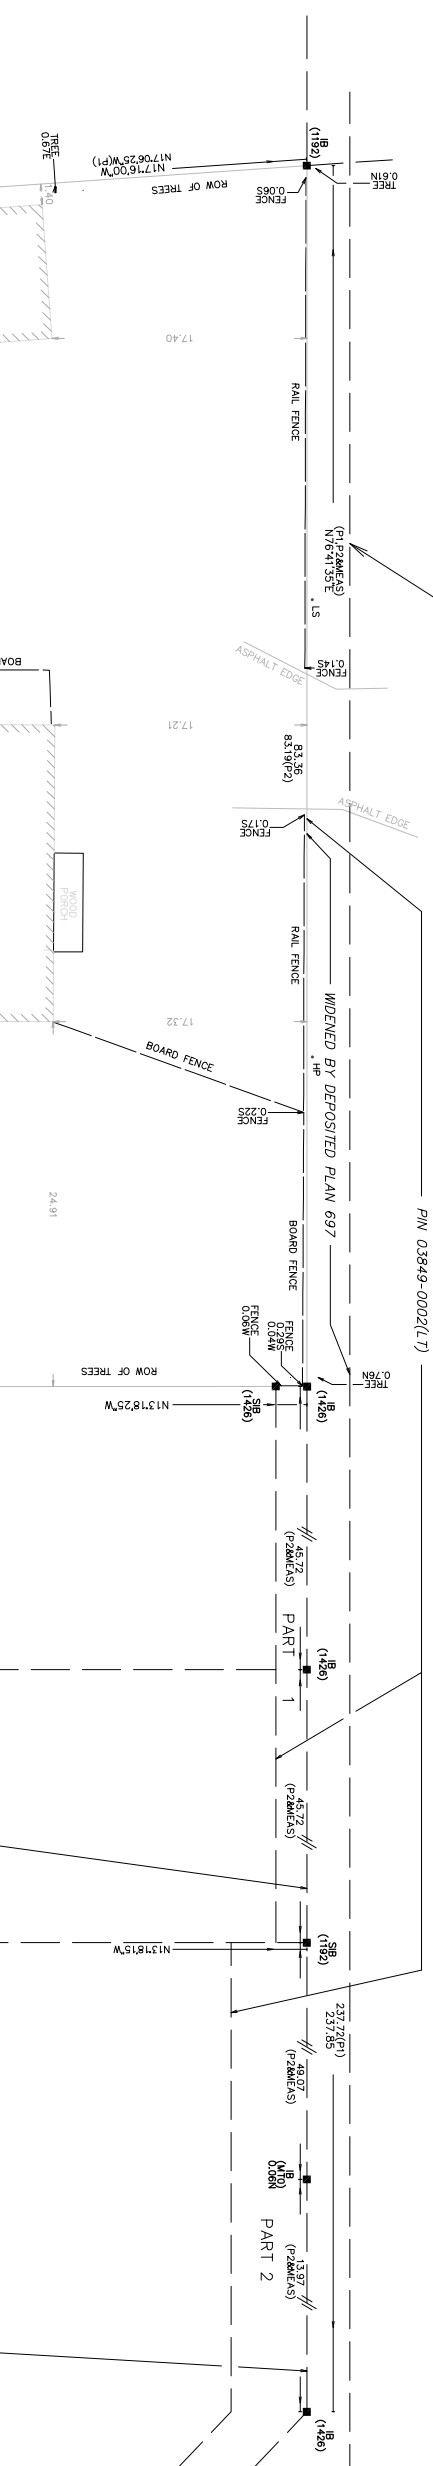 IB
(1192)
TREE
0.61N
N17°06'25"W(P1)
N17°16'00"W
TREE
0.67E
ROW OF TREES
FENCE
0.06S
1.40
17.40
RAIL FENCE
(P1,P2&MEAS)
N76°41'35"E
LS
ASPHALT EDGE
FENCE
0.14S
BOA
17.21
83.36
83.19(P2)
ASPHALT EDGE
FENCE
0.17S
WOOD
PORCH
RAIL FENCE
WIDENED BY DEPOSITED PLAN 697
17.32
HP
BOARD FENCE
FENCE
0.22S
24.91
PIN 03849-0002(LT)
BOARD FENCE
FENCE
0.06W
FENCE
0.29S
0.04W
ROW OF TREES
TREE
0.76N
N13°18'25"W
SIB
(1426)
IB
(1426)
45.72
(P2&MEAS)
PART 1
IB
(1426)
45.72
(P2&MEAS)
N13°18'15"W
SIB
(1192)
237.72(P1)
237.85
49.07
(P2&MEAS)
IB
(MTO)
0.06N
PART 2
13.97
(P2&MEAS)
IB
(1426)